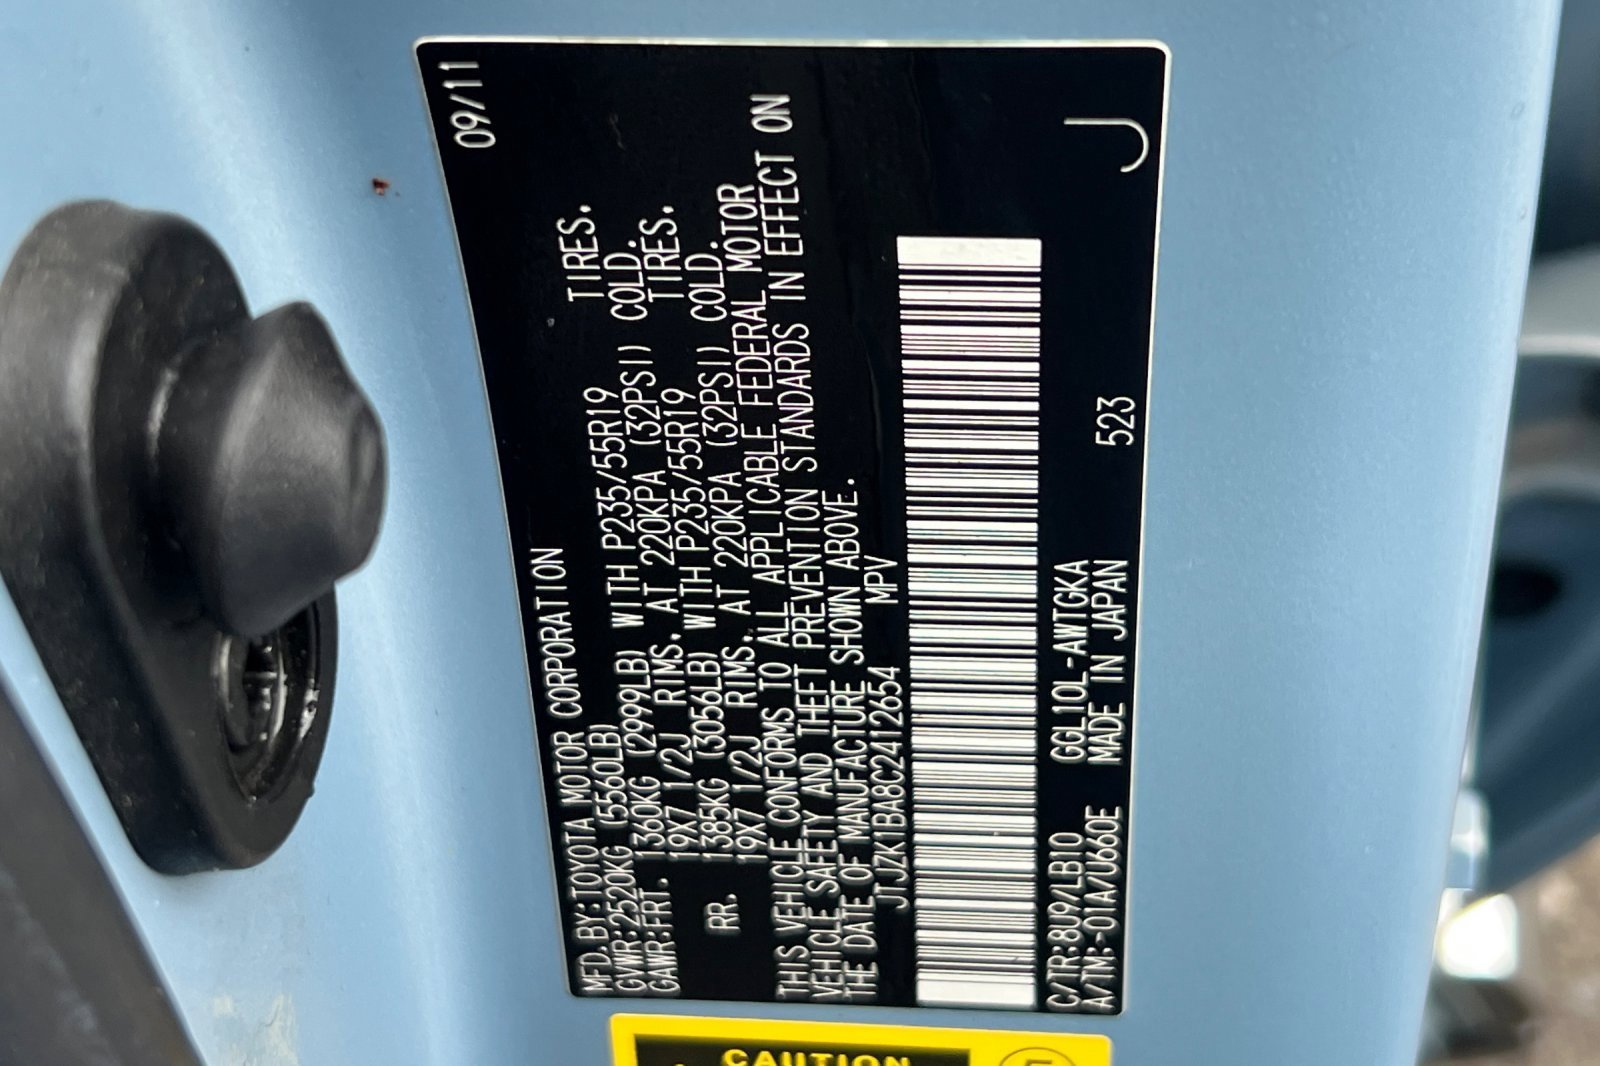 MFD.BY:TOYOTA MOTOR CORPORATION 09/11
GVWR:2520KG (5560LB)
GAWR:FRT. 1360KG (2999LB) WITH P235/55R19 TIRES.
19X7 1/2J RIMS. AT 220KPA (32PSI) COLD.
RR. 1385KG (3056LB) WITH P235/55R19 TIRES.
19X7 1/2J RIMS. AT 220KPA (32PSI) COLD.
THIS VEHICLE CONFORMS TO ALL APPLICABLE FEDERAL MOTOR
VEHICLE SAFETY AND THEFT PREVENTION STANDARDS IN EFFECT ON
THE DATE OF MANUFACTURE SHOWN ABOVE.
JTJZK1BA8C2412654 MPV
C/TR:8U9/LB10 GGL10L-AWTGKA 523
A/TM:-01A/U660E MADE IN JAPAN J
CAUTION